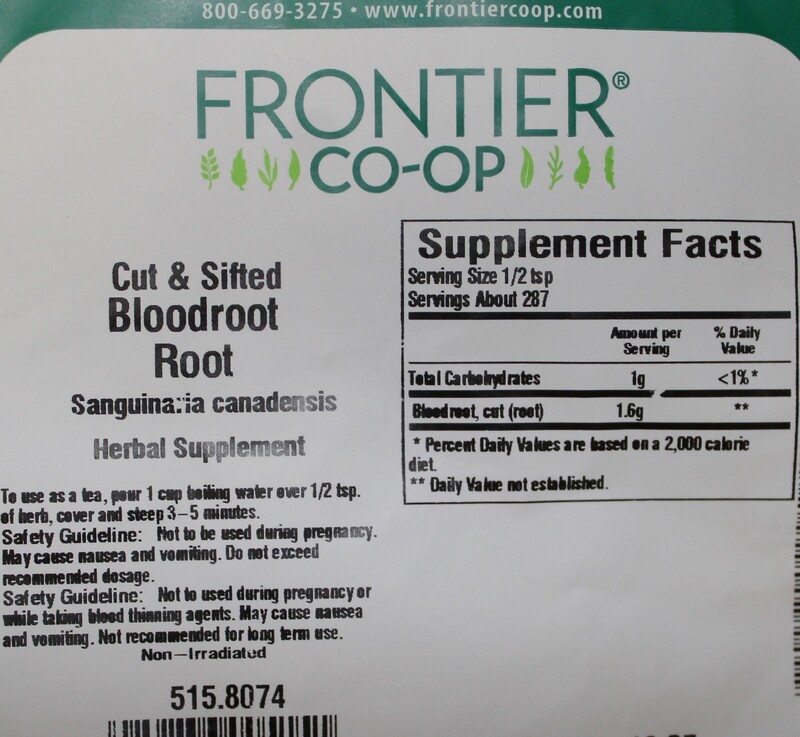 800-669-3275 • www.frontiercoop.com
FRONTIER®
CO-OP
Cut & Sifted
Bloodroot
Root
Sanguinaria canadensis
Herbal Supplement
To use as a tea, pour 1 cup boiling water over 1/2 tsp.
of herb, cover and steep 3–5 minutes.
Safety Guideline: Not to be used during pregnancy.
May cause nausea and vomiting. Do not exceed
recommended dosage.
Safety Guideline: Not to used during pregnancy or
while taking blood thinning agents. May cause nausea
and vomiting. Not recommended for long term use.
Non–Irradiated
515.8074
Supplement Facts
Serving Size 1/2 tsp
Servings About 287
Amount per Serving % Daily Value
Total Carbohydrates 1g <1%*
Bloodroot, cut (root) 1.6g **
* Percent Daily Values are based on a 2,000 calorie
diet.
** Daily Value not established.